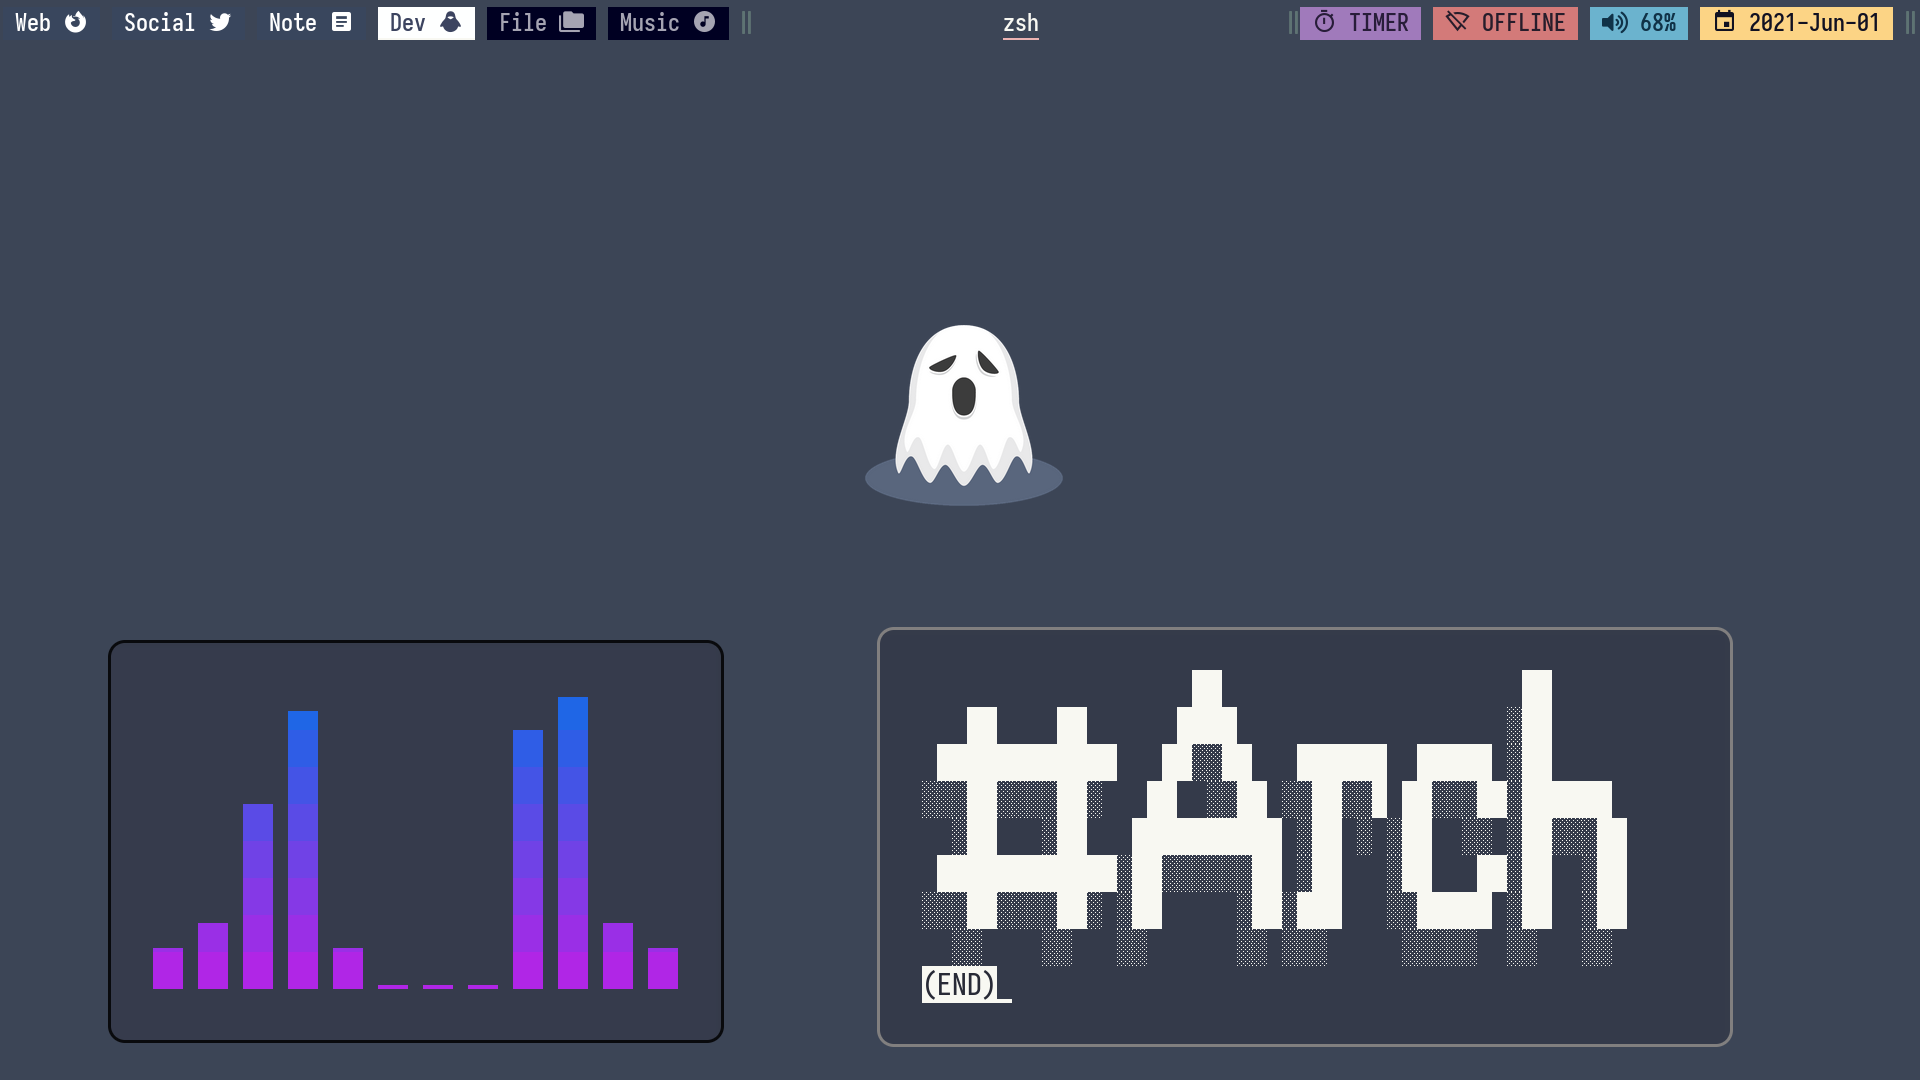 Web Social Note Dev File Music zsh TIMER OFFLINE 68% 2021-Jun-01
#Arch
(END)